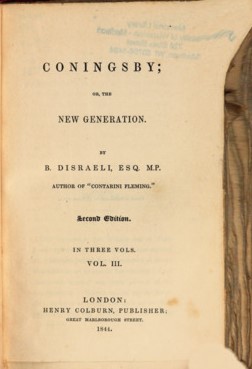 CONINGSBY;
OR, THE
NEW GENERATION.
BY
B. DISRAELI, ESQ. M.P.
AUTHOR OF "CONTARINI FLEMING."
Second Edition.
IN THREE VOLS.
VOL. III.
LONDON:
HENRY COLBURN, PUBLISHER,
GREAT MARLBOROUGH STREET.
1844.